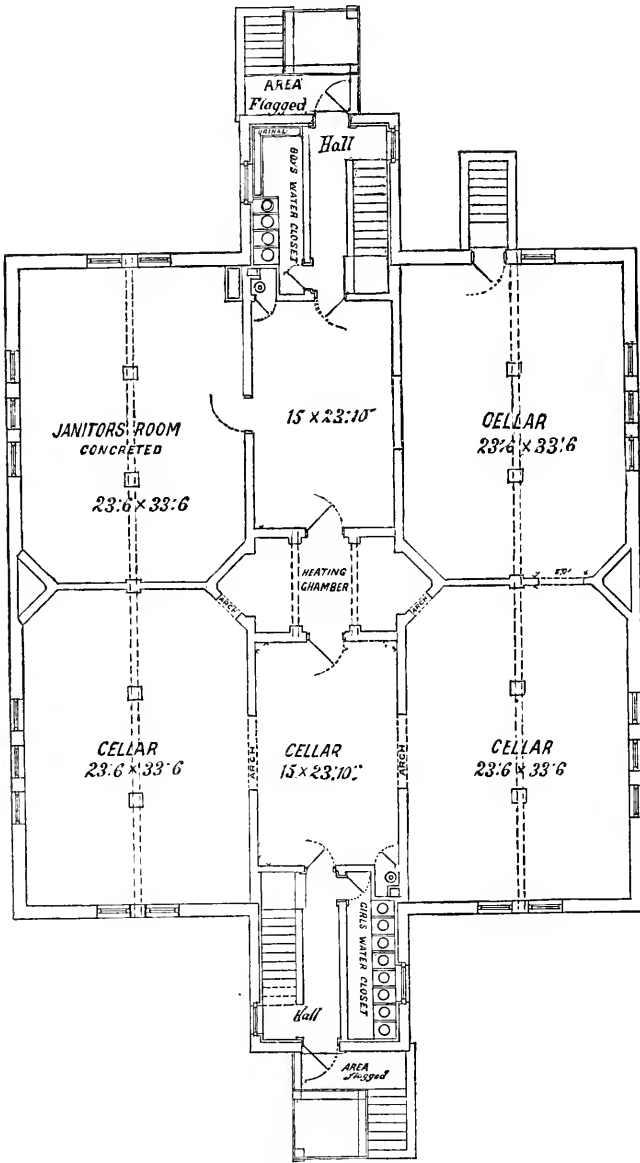 AREA
Flagged
URINAL
Hall
BOYS WATER CLOSET
JANITORS ROOM
CONCRETED
23'.6 × 33'.6
15 × 23'.10"
CELLAR
23'.6 × 33'.6
HEATING
CHAMBER
ARCH
ARCH
CELLAR
23'.6 × 33'.6
ARCH
CELLAR
15 × 23'.10"
ARCH
CELLAR
23'.6 × 33'.6
GIRLS WATER CLOSET
Hall
AREA
flagged